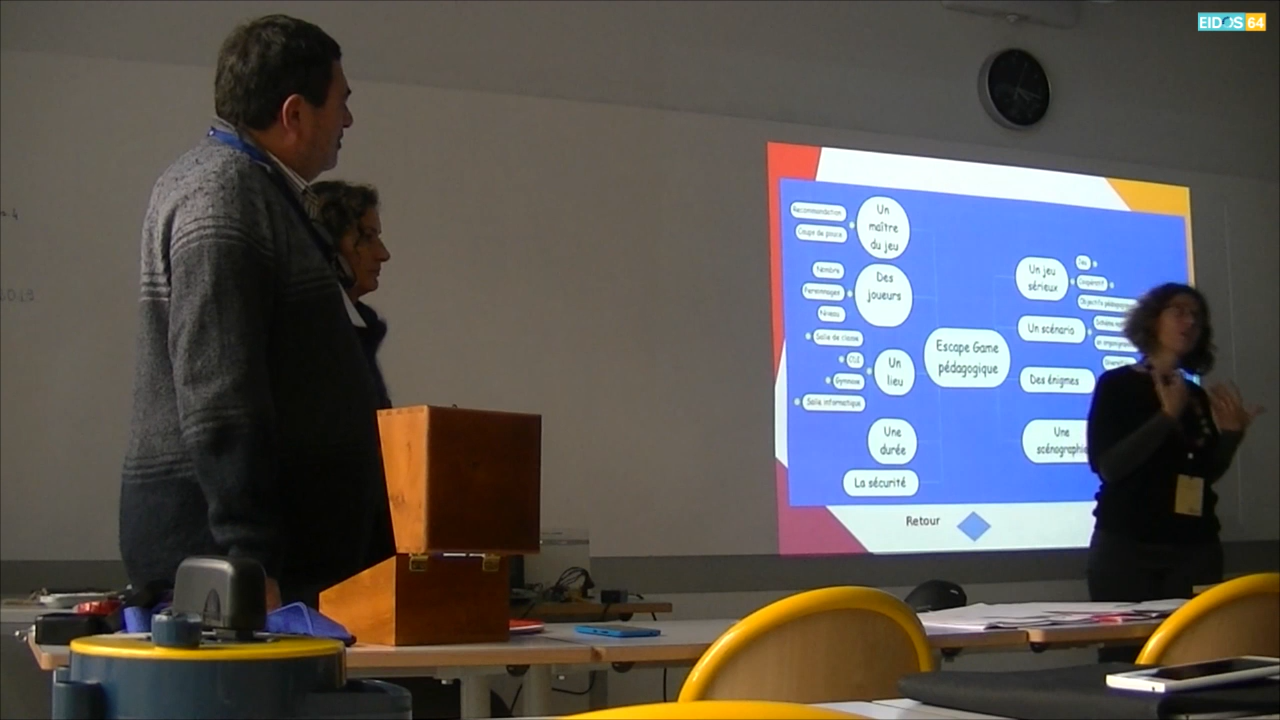 EIDOS 64
Recommandation
Coups de pouce
Un
maître
du jeu
Nombre
Personnages
Niveau
Des
joueurs
Salle de classe
CDI
Gymnase
Salle informatique
Un
lieu
Une
durée
La sécurité
Escape Game
pédagogique
Un jeu
sérieux
Jeu
Coopératif
Un scénario
Des énigmes
Une
Retour